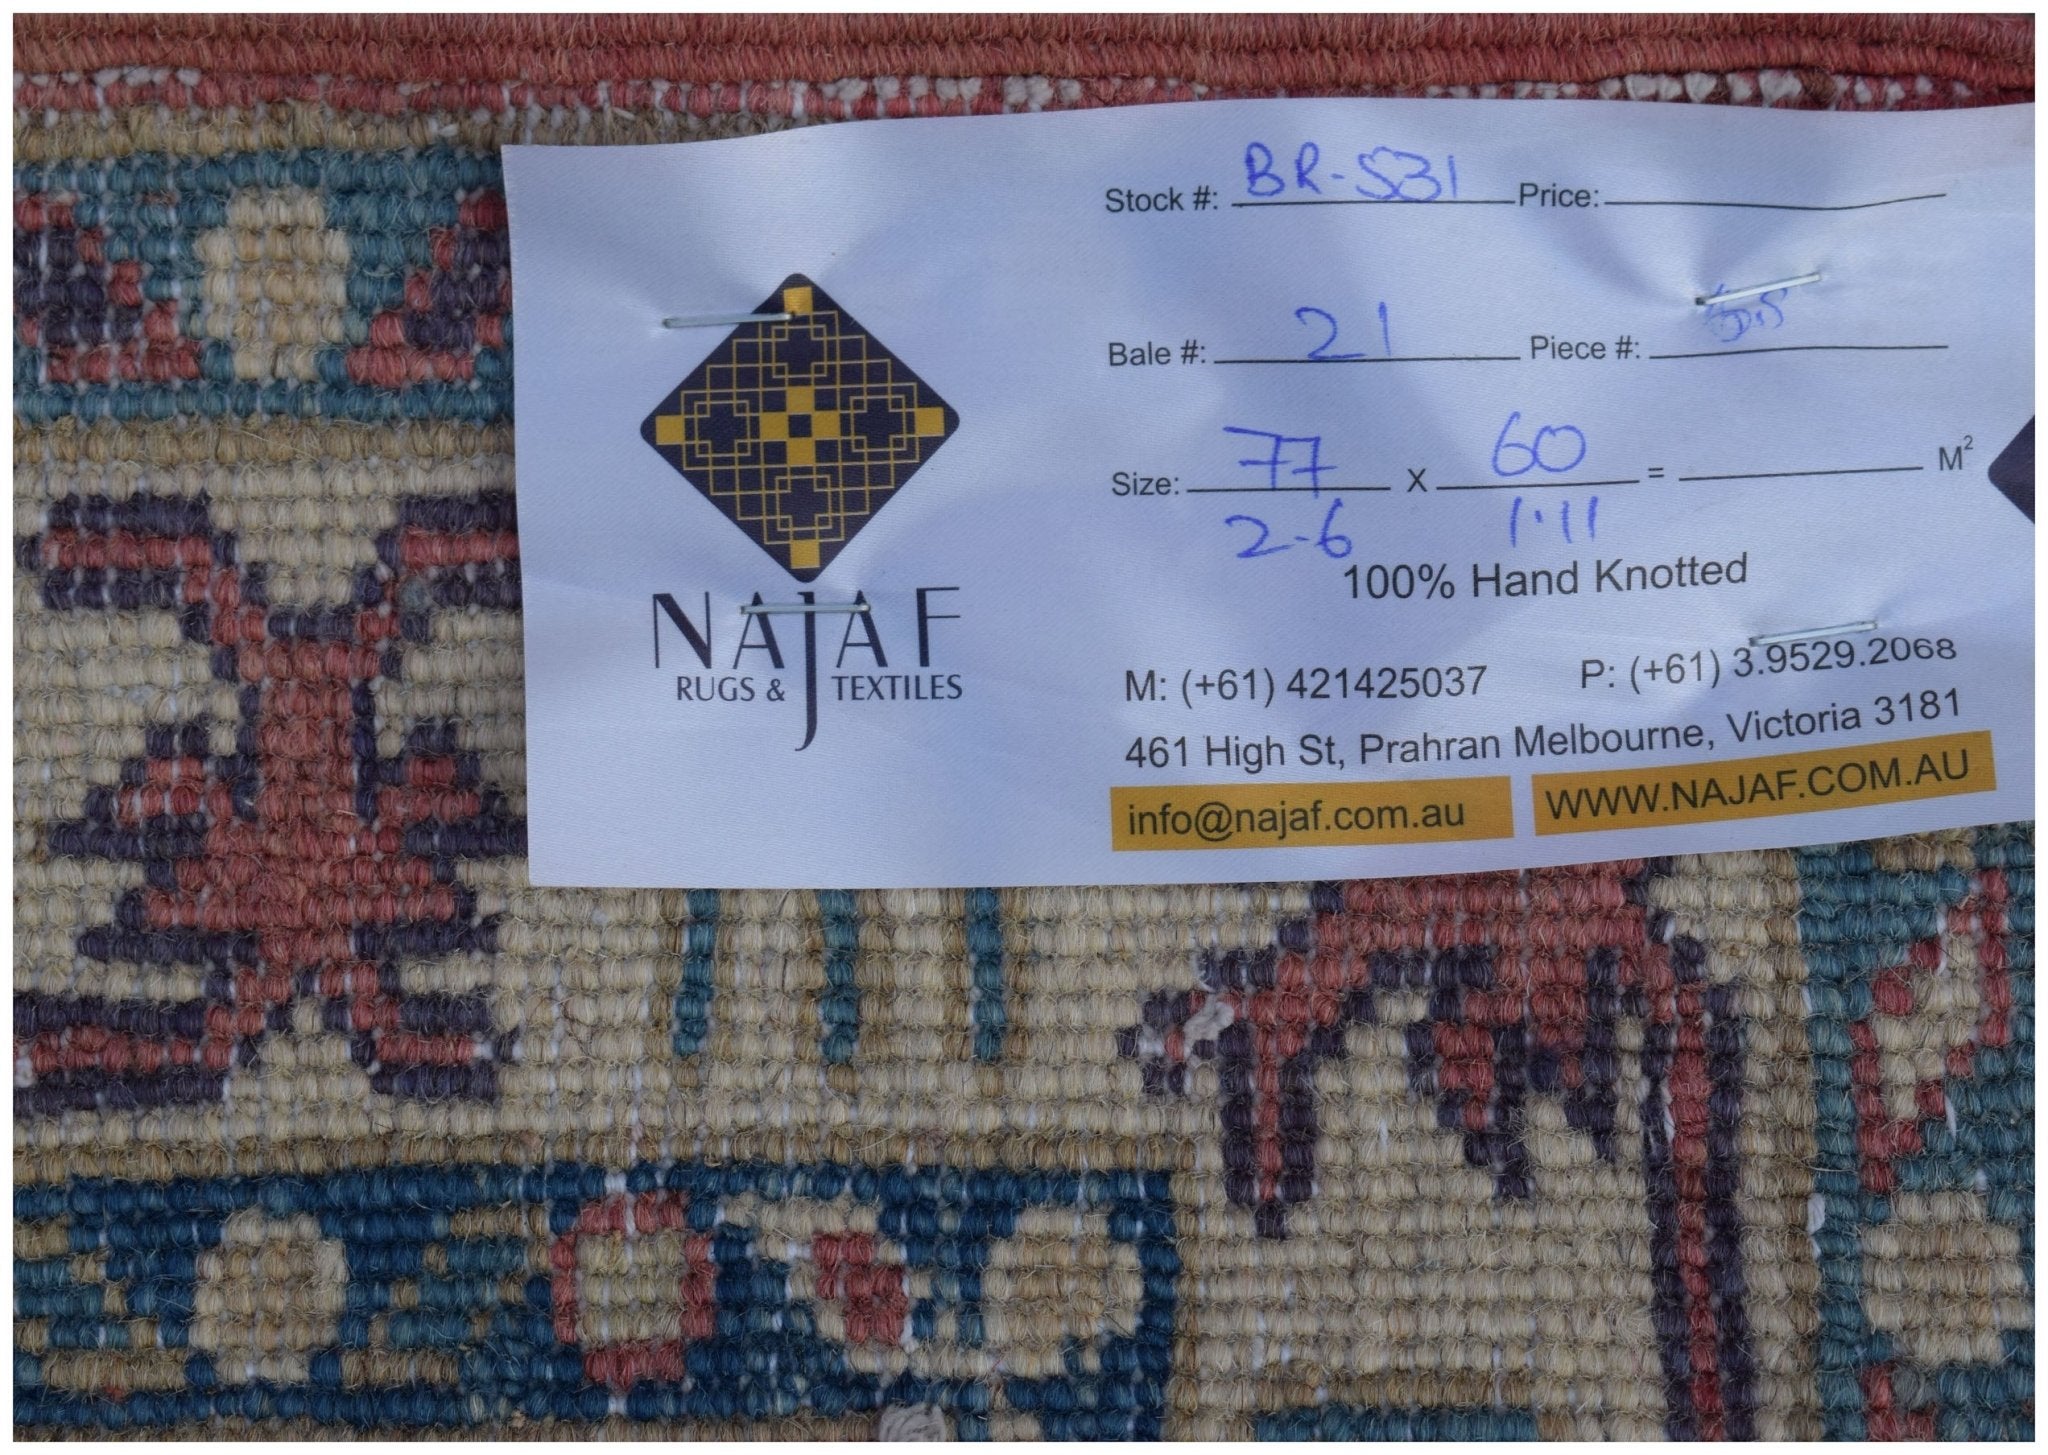 Stock #: BR-531 Price:
Bale #: 21 Piece #:
Size: 77 X 60 = M²
2-6 1.11
100% Hand Knotted
NAJAF
RUGS & TEXTILES
M: (+61) 421425037 P: (+61) 3.9529.2068
461 High St, Prahran Melbourne, Victoria 3181
info@najaf.com.au WWW.NAJAF.COM.AU